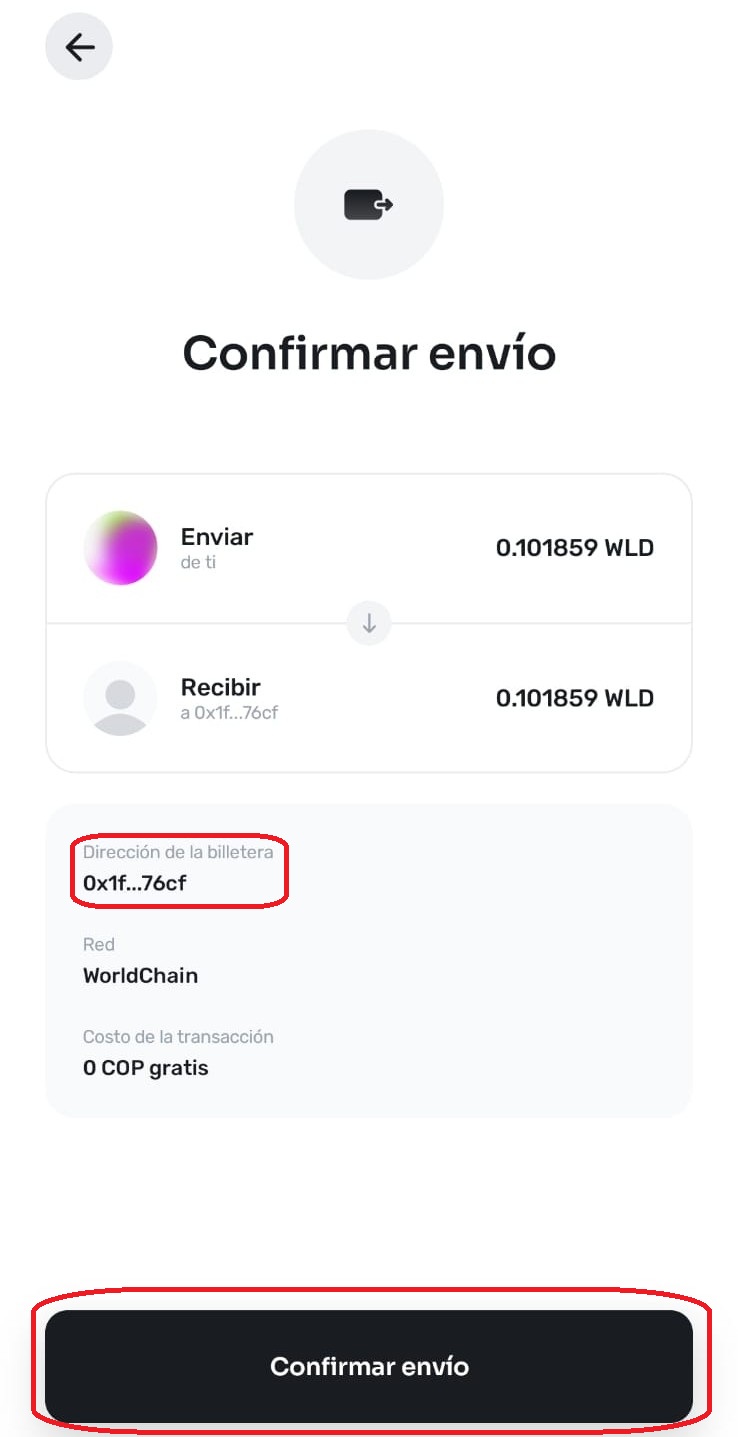 Confirmar envío
Enviar
de ti
0.101859 WLD
Recibir
a 0x1f...76cf
0.101859 WLD
Dirección de la billetera
0x1f...76cf
Red
WorldChain
Costo de la transacción
0 COP gratis
Confirmar envío